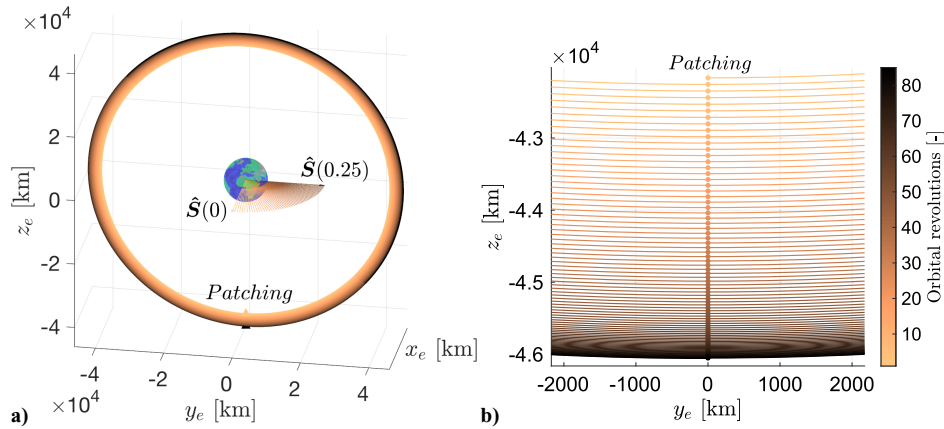 ×10⁴
4
2
0
-2
-4
z_e [km]
Ŝ(0.25)
Ŝ(0)
Patching
x_e [km]
-4
-2
0
2
4
×10⁴
y_e [km]
a)
×10⁴
Patching
-4.3
-4.4
-4.5
-4.6
z_e [km]
-2000
-1000
0
1000
2000
y_e [km]
80
70
60
50
40
30
20
10
Orbital revolutions [-]
b)